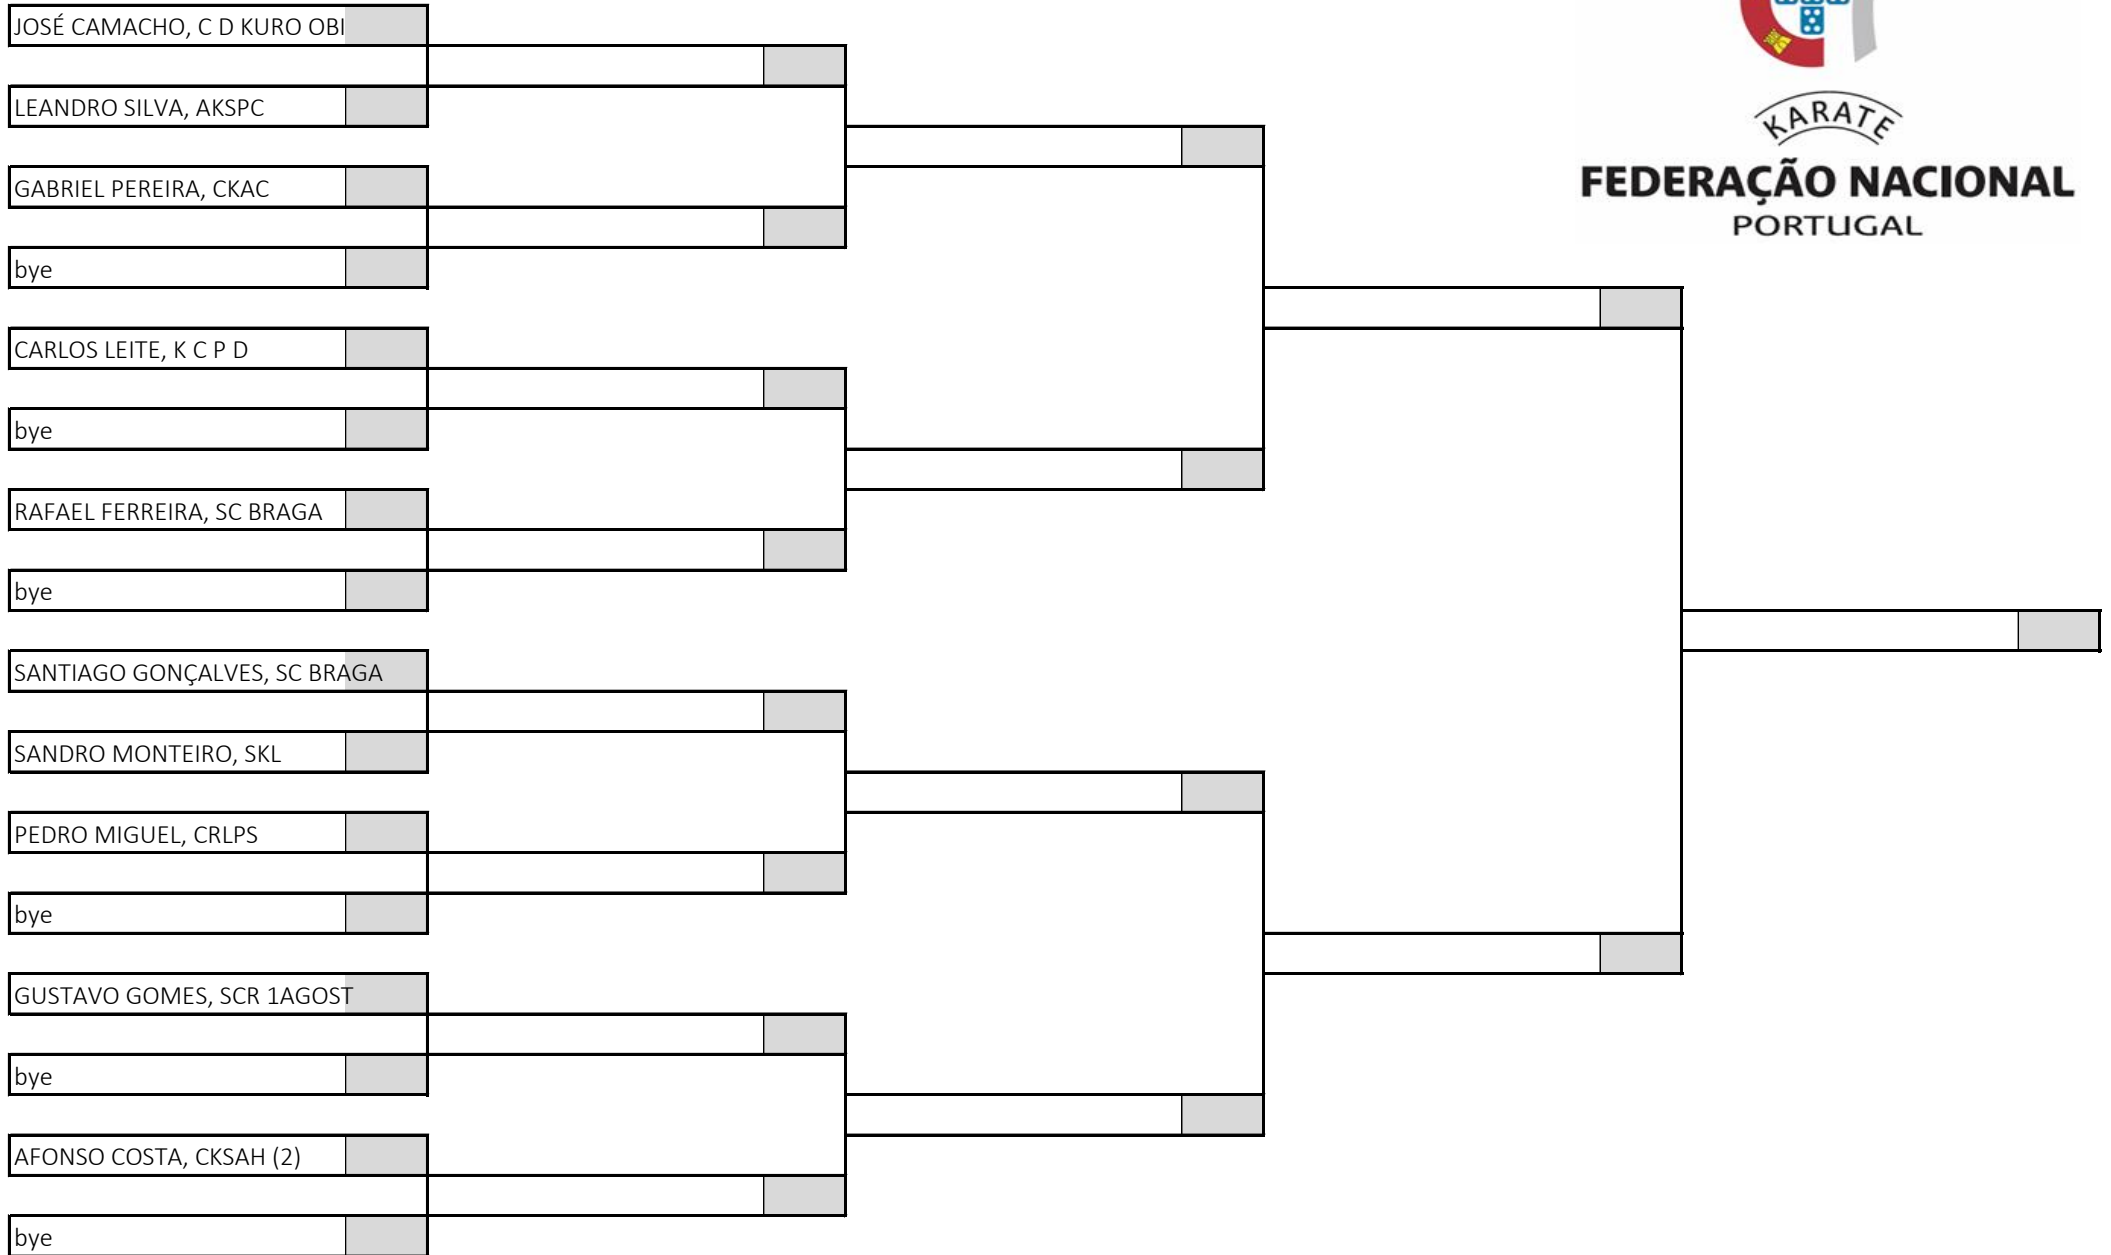 JOSÉ CAMACHO, C D KURO OBI
LEANDRO SILVA, AKSPC
KARATE
GABRIEL PEREIRA, CKAC
FEDERAÇÃO NACIONAL
PORTUGAL
bye
CARLOS LEITE, K C P D
bye
RAFAEL FERREIRA, SC BRAGA
bye
SANTIAGO GONÇALVES, SC BRAGA
SANDRO MONTEIRO, SKL
PEDRO MIGUEL, CRLPS
bye
GUSTAVO GOMES, SCR 1AGOST
bye
AFONSO COSTA, CKSAH (2)
bye